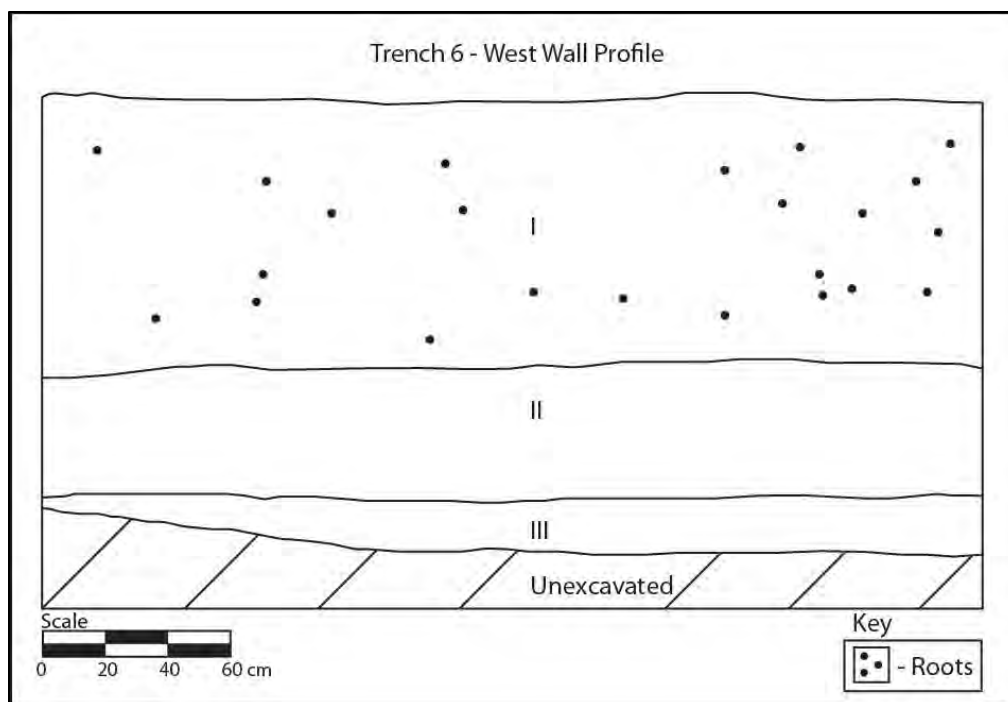 Trench 6 - West Wall Profile
I
II
III
Unexcavated
Scale
0 20 40 60 cm
Key
- Roots